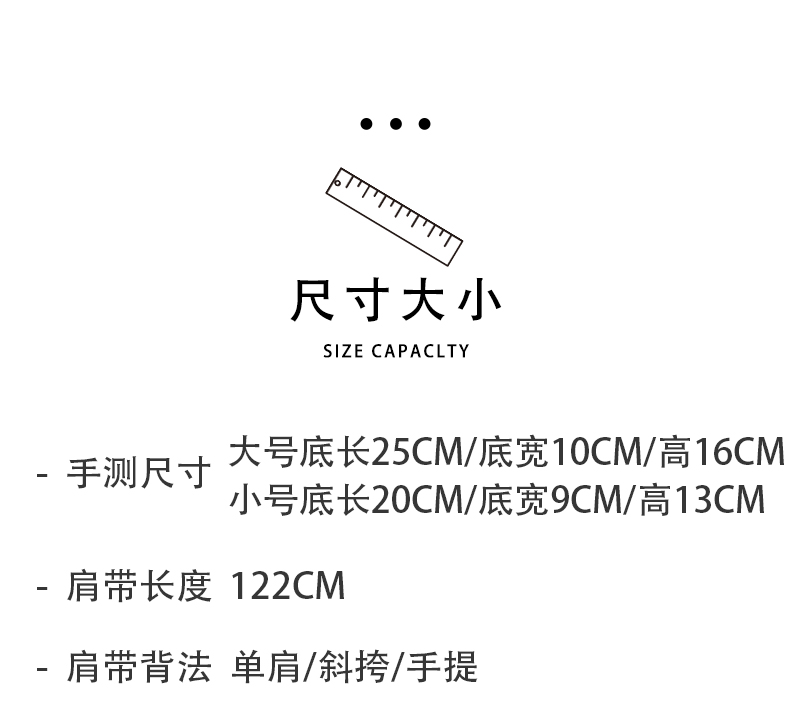 尺寸大小
SIZE CAPACLTY
- 手测尺寸 大号底长25CM/底宽10CM/高16CM
小号底长20CM/底宽9CM/高13CM
- 肩带长度 122CM
- 肩带背法 单肩/斜挎/手提